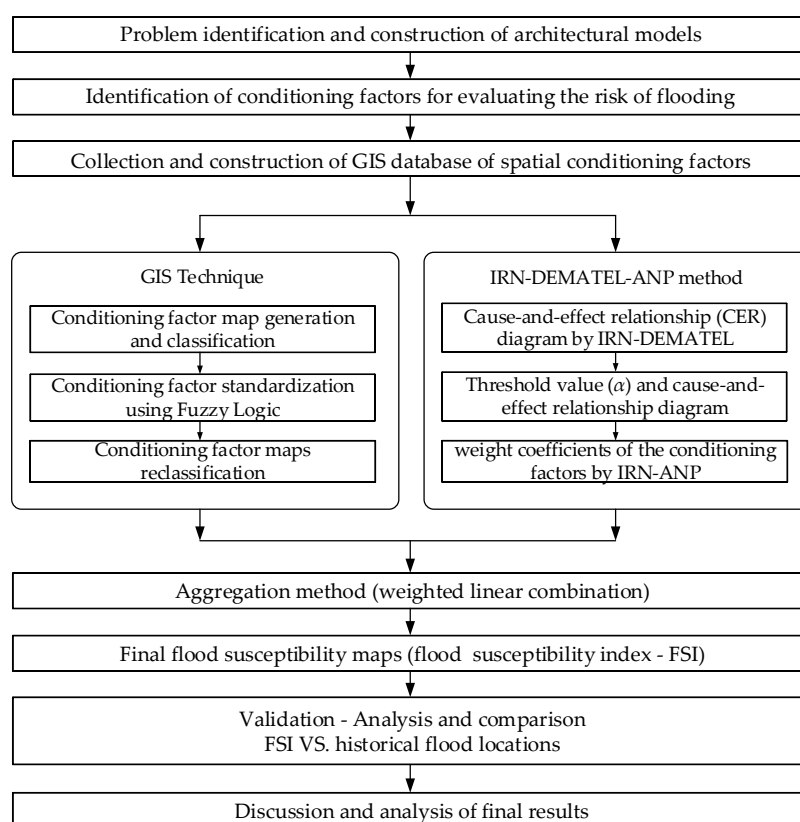 Problem identification and construction of architectural models
Identification of conditioning factors for evaluating the risk of flooding
Collection and construction of GIS database of spatial conditioning factors
GIS Technique
Conditioning factor map generation
and classification
Conditioning factor standardization
using Fuzzy Logic
Conditioning factor maps
reclassification
IRN-DEMATEL-ANP method
Cause-and-effect relationship (CER)
diagram by IRN-DEMATEL
Threshold value (α) and cause-and-
effect relationship diagram
weight coefficients of the conditioning
factors by IRN-ANP
Aggregation method (weighted linear combination)
Final flood susceptibility maps (flood susceptibility index - FSI)
Validation - Analysis and comparison
FSI VS. historical flood locations
Discussion and analysis of final results